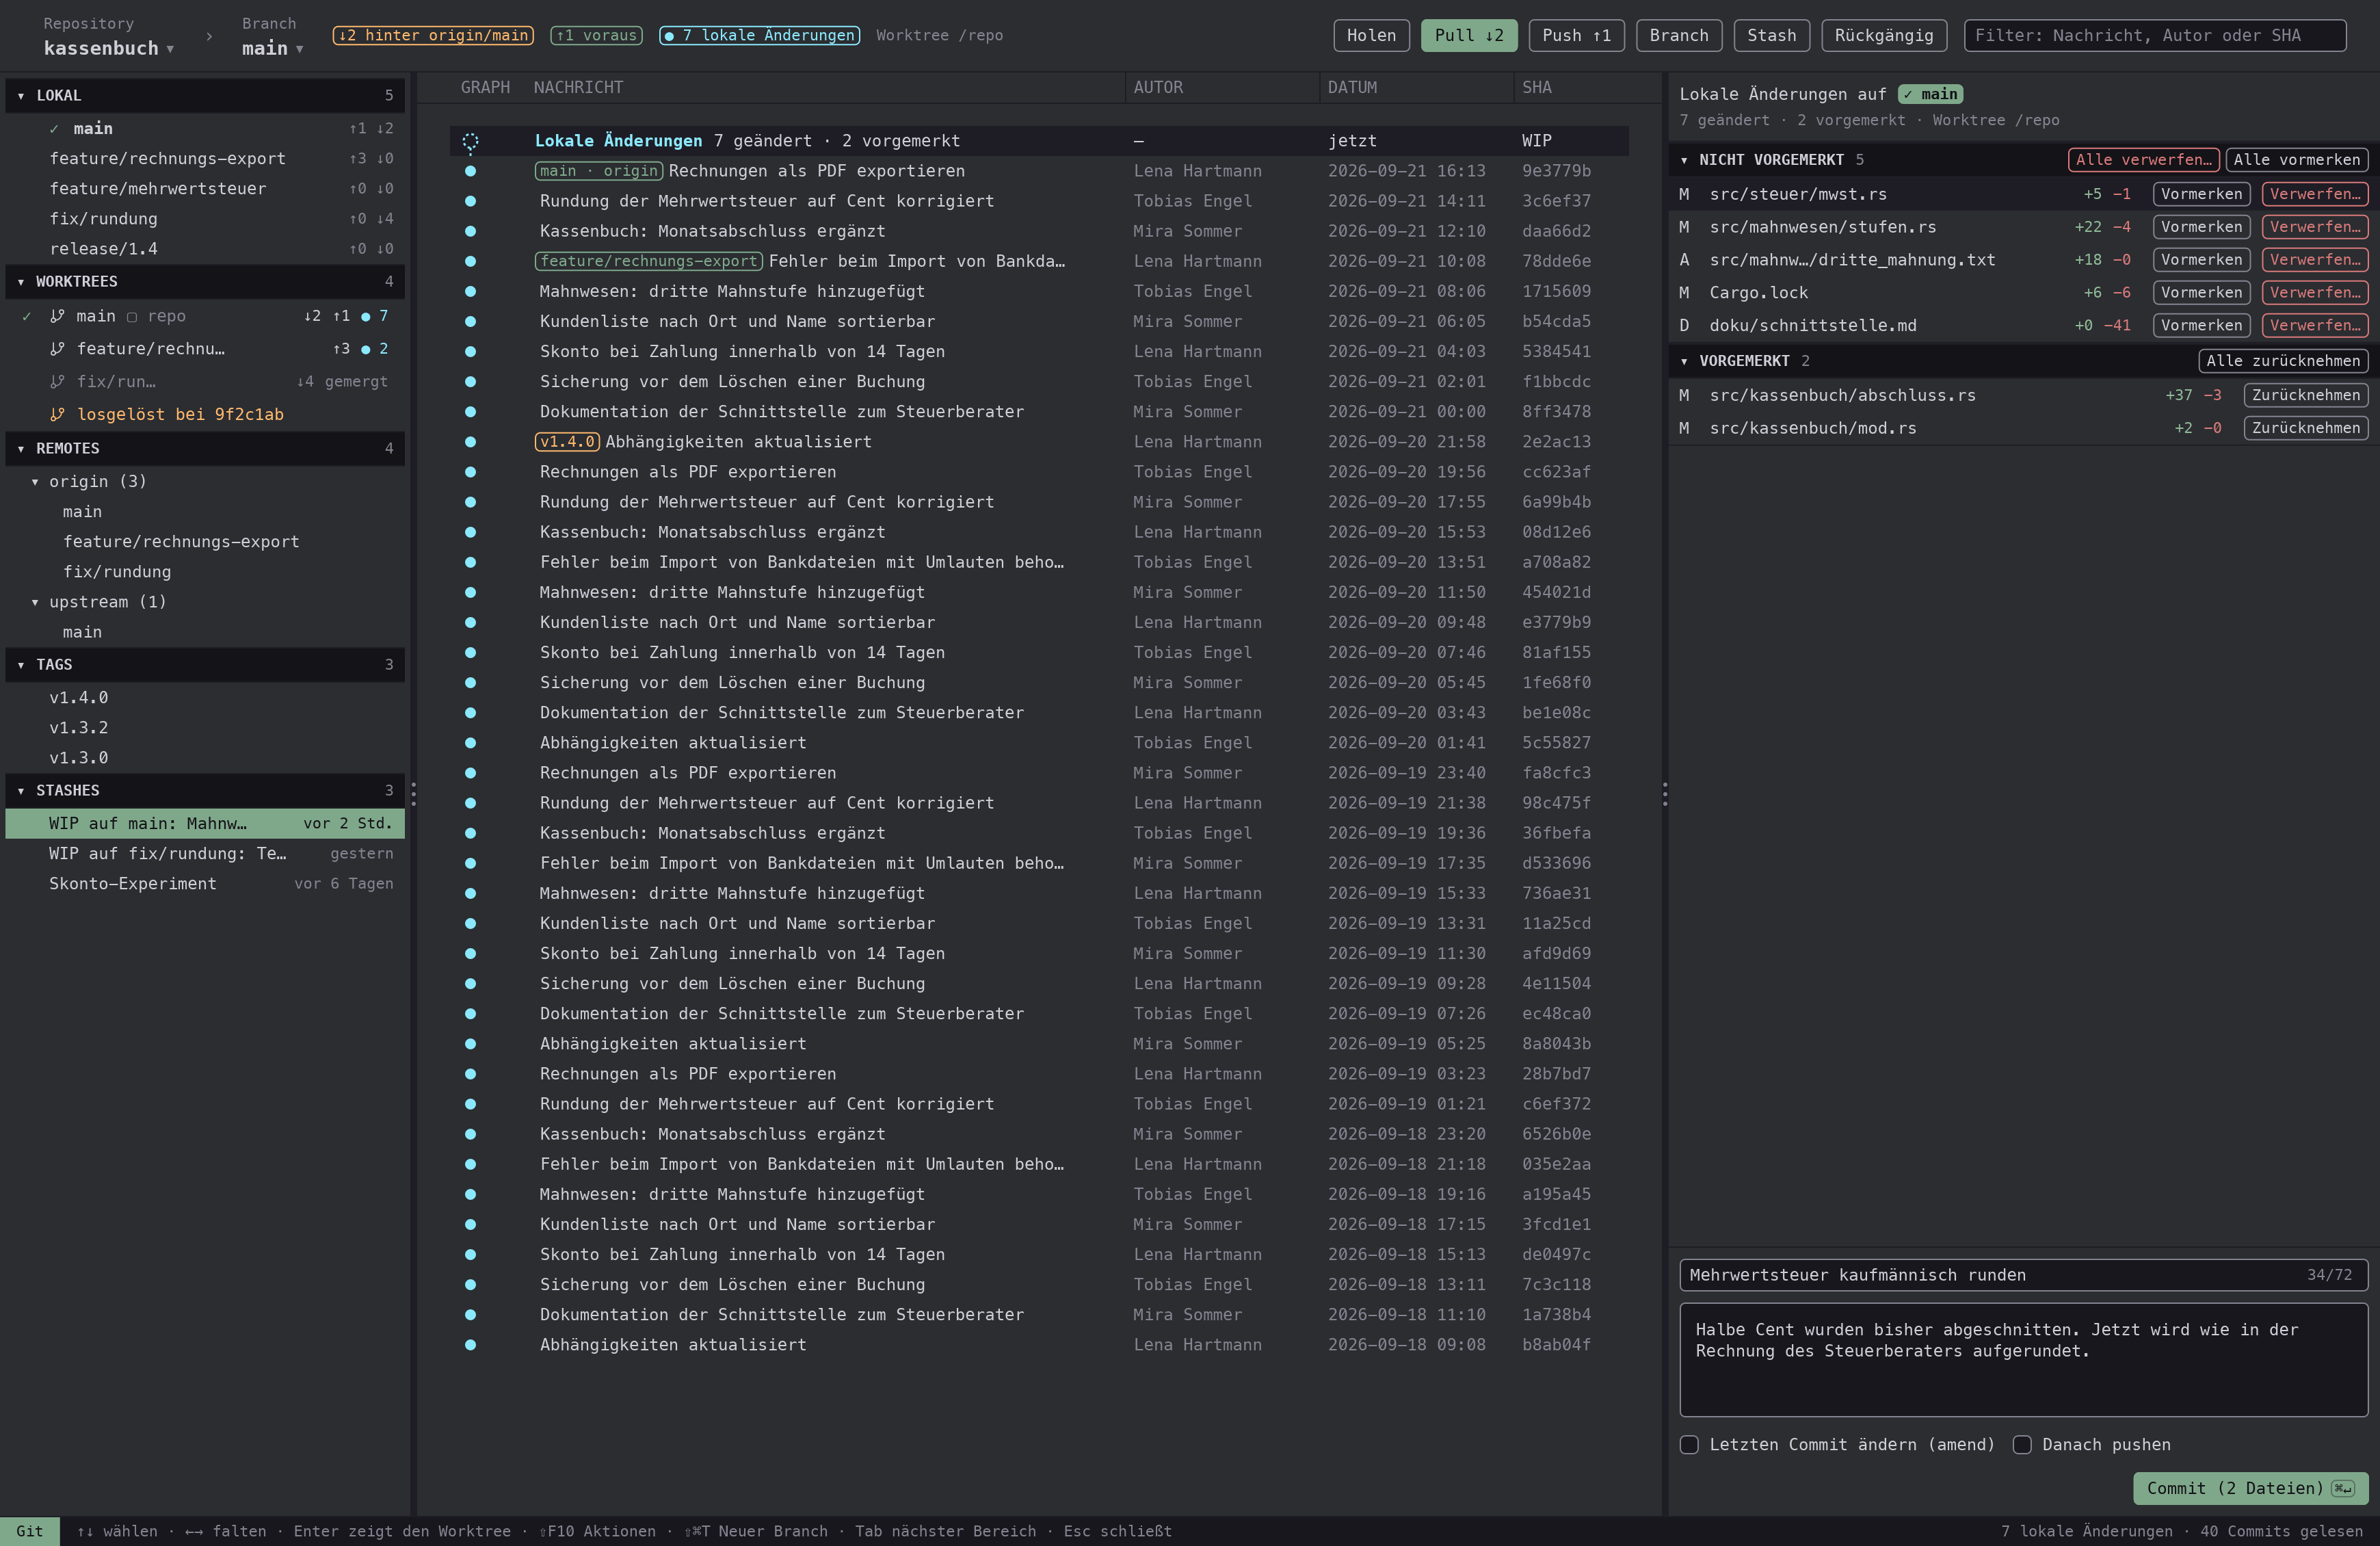 Repository
kassenbuch ▾
›
Branch
main ▾
↓2 hinter origin/main ↑1 voraus ● 7 lokale Änderungen Worktree /repo
Holen Pull ↓2 Push ↑1 Branch Stash Rückgängig Filter: Nachricht, Autor oder SHA
▾ LOKAL 5
✓ main ↑1 ↓2
feature/rechnungs-export ↑3 ↓0
feature/mehrwertsteuer ↑0 ↓0
fix/rundung ↑0 ↓4
release/1.4 ↑0 ↓0
▾ WORKTREES 4
✓ main ▢ repo ↓2 ↑1 ● 7
feature/rechnu… ↑3 ● 2
fix/run… ↓4 gemergt
losgelöst bei 9f2c1ab
▾ REMOTES 4
▾ origin (3)
main
feature/rechnungs-export
fix/rundung
▾ upstream (1)
main
▾ TAGS 3
v1.4.0
v1.3.2
v1.3.0
▾ STASHES 3
WIP auf main: Mahnw… vor 2 Std.
WIP auf fix/rundung: Te… gestern
Skonto-Experiment vor 6 Tagen
GRAPH NACHRICHT AUTOR DATUM SHA
Lokale Änderungen 7 geändert · 2 vorgemerkt — jetzt WIP
main · origin Rechnungen als PDF exportieren Lena Hartmann 2026-09-21 16:13 9e3779b
Rundung der Mehrwertsteuer auf Cent korrigiert Tobias Engel 2026-09-21 14:11 3c6ef37
Kassenbuch: Monatsabschluss ergänzt Mira Sommer 2026-09-21 12:10 daa66d2
feature/rechnungs-export Fehler beim Import von Bankda… Lena Hartmann 2026-09-21 10:08 78dde6e
Mahnwesen: dritte Mahnstufe hinzugefügt Tobias Engel 2026-09-21 08:06 1715609
Kundenliste nach Ort und Name sortierbar Mira Sommer 2026-09-21 06:05 b54cda5
Skonto bei Zahlung innerhalb von 14 Tagen Lena Hartmann 2026-09-21 04:03 5384541
Sicherung vor dem Löschen einer Buchung Tobias Engel 2026-09-21 02:01 f1bbcdc
Dokumentation der Schnittstelle zum Steuerberater Mira Sommer 2026-09-21 00:00 8ff3478
v1.4.0 Abhängigkeiten aktualisiert Lena Hartmann 2026-09-20 21:58 2e2ac13
Rechnungen als PDF exportieren Tobias Engel 2026-09-20 19:56 cc623af
Rundung der Mehrwertsteuer auf Cent korrigiert Mira Sommer 2026-09-20 17:55 6a99b4b
Kassenbuch: Monatsabschluss ergänzt Lena Hartmann 2026-09-20 15:53 08d12e6
Fehler beim Import von Bankdateien mit Umlauten beho… Tobias Engel 2026-09-20 13:51 a708a82
Mahnwesen: dritte Mahnstufe hinzugefügt Mira Sommer 2026-09-20 11:50 454021d
Kundenliste nach Ort und Name sortierbar Lena Hartmann 2026-09-20 09:48 e3779b9
Skonto bei Zahlung innerhalb von 14 Tagen Tobias Engel 2026-09-20 07:46 81af155
Sicherung vor dem Löschen einer Buchung Mira Sommer 2026-09-20 05:45 1fe68f0
Dokumentation der Schnittstelle zum Steuerberater Lena Hartmann 2026-09-20 03:43 be1e08c
Abhängigkeiten aktualisiert Tobias Engel 2026-09-20 01:41 5c55827
Rechnungen als PDF exportieren Mira Sommer 2026-09-19 23:40 fa8cfc3
Rundung der Mehrwertsteuer auf Cent korrigiert Lena Hartmann 2026-09-19 21:38 98c475f
Kassenbuch: Monatsabschluss ergänzt Tobias Engel 2026-09-19 19:36 36fbefa
Fehler beim Import von Bankdateien mit Umlauten beho… Mira Sommer 2026-09-19 17:35 d533696
Mahnwesen: dritte Mahnstufe hinzugefügt Lena Hartmann 2026-09-19 15:33 736ae31
Kundenliste nach Ort und Name sortierbar Tobias Engel 2026-09-19 13:31 11a25cd
Skonto bei Zahlung innerhalb von 14 Tagen Mira Sommer 2026-09-19 11:30 afd9d69
Sicherung vor dem Löschen einer Buchung Lena Hartmann 2026-09-19 09:28 4e11504
Dokumentation der Schnittstelle zum Steuerberater Tobias Engel 2026-09-19 07:26 ec48ca0
Abhängigkeiten aktualisiert Mira Sommer 2026-09-19 05:25 8a8043b
Rechnungen als PDF exportieren Lena Hartmann 2026-09-19 03:23 28b7bd7
Rundung der Mehrwertsteuer auf Cent korrigiert Tobias Engel 2026-09-19 01:21 c6ef372
Kassenbuch: Monatsabschluss ergänzt Mira Sommer 2026-09-18 23:20 6526b0e
Fehler beim Import von Bankdateien mit Umlauten beho… Lena Hartmann 2026-09-18 21:18 035e2aa
Mahnwesen: dritte Mahnstufe hinzugefügt Tobias Engel 2026-09-18 19:16 a195a45
Kundenliste nach Ort und Name sortierbar Mira Sommer 2026-09-18 17:15 3fcd1e1
Skonto bei Zahlung innerhalb von 14 Tagen Lena Hartmann 2026-09-18 15:13 de0497c
Sicherung vor dem Löschen einer Buchung Tobias Engel 2026-09-18 13:11 7c3c118
Dokumentation der Schnittstelle zum Steuerberater Mira Sommer 2026-09-18 11:10 1a738b4
Abhängigkeiten aktualisiert Lena Hartmann 2026-09-18 09:08 b8ab04f
Lokale Änderungen auf ✓ main
7 geändert · 2 vorgemerkt · Worktree /repo
▾ NICHT VORGEMERKT 5 Alle verwerfen… Alle vormerken
M src/steuer/mwst.rs +5 −1 Vormerken Verwerfen…
M src/mahnwesen/stufen.rs +22 −4 Vormerken Verwerfen…
A src/mahnw…/dritte_mahnung.txt +18 −0 Vormerken Verwerfen…
M Cargo.lock +6 −6 Vormerken Verwerfen…
D doku/schnittstelle.md +0 −41 Vormerken Verwerfen…
▾ VORGEMERKT 2 Alle zurücknehmen
M src/kassenbuch/abschluss.rs +37 −3 Zurücknehmen
M src/kassenbuch/mod.rs +2 −0 Zurücknehmen
Mehrwertsteuer kaufmännisch runden 34/72
Halbe Cent wurden bisher abgeschnitten. Jetzt wird wie in der
Rechnung des Steuerberaters aufgerundet.
Letzten Commit ändern (amend) Danach pushen
Commit (2 Dateien) ⌘↵
Git ↑↓ wählen · ←→ falten · Enter zeigt den Worktree · ⇧F10 Aktionen · ⇧⌘T Neuer Branch · Tab nächster Bereich · Esc schließt 7 lokale Änderungen · 40 Commits gelesen